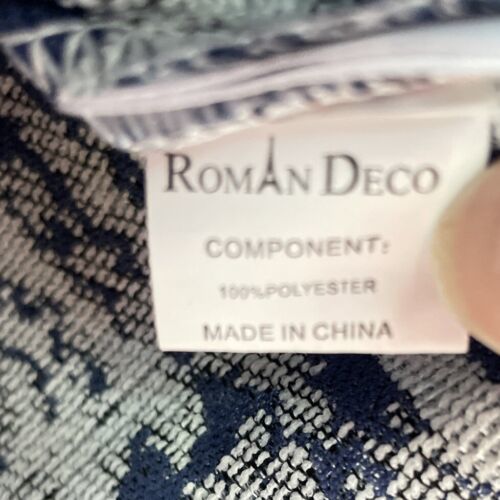 ROMAN DECO
COMPONENT:
100%POLYESTER
MADE IN CHINA